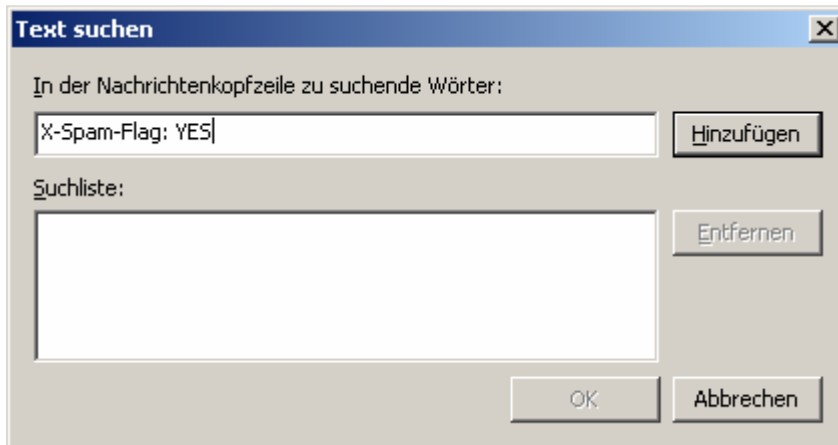 Text suchen
In der Nachrichtenkopfzeile zu suchende Wörter:
X-Spam-Flag: YES
Hinzufügen
Suchliste:
Entfernen
OK
Abbrechen